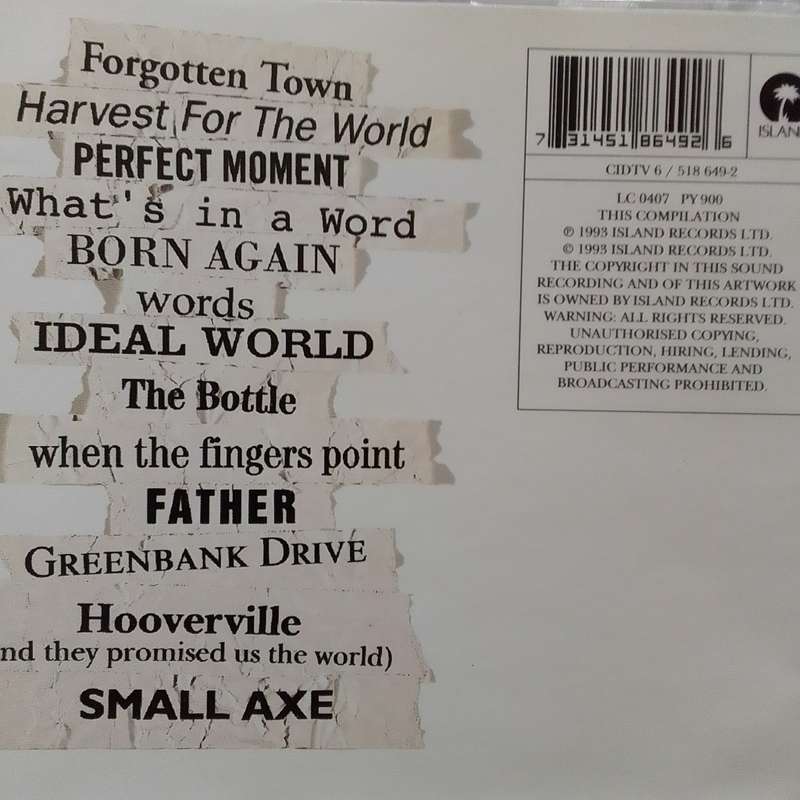 Forgotten Town
Harvest For The World
PERFECT MOMENT
What's in a Word
BORN AGAIN
words
IDEAL WORLD
The Bottle
when the fingers point
FATHER
GREENBANK DRIVE
Hooverville
nd they promised us the world)
SMALL AXE
7 31451 86492 6
ISLAN
CIDTV 6 / 518 649-2
LC 0407 PY 900
THIS COMPILATION
℗ 1993 ISLAND RECORDS LTD.
© 1993 ISLAND RECORDS LTD.
THE COPYRIGHT IN THIS SOUND
RECORDING AND OF THIS ARTWORK
IS OWNED BY ISLAND RECORDS LTD.
WARNING: ALL RIGHTS RESERVED.
UNAUTHORISED COPYING,
REPRODUCTION, HIRING, LENDING,
PUBLIC PERFORMANCE AND
BROADCASTING PROHIBITED.